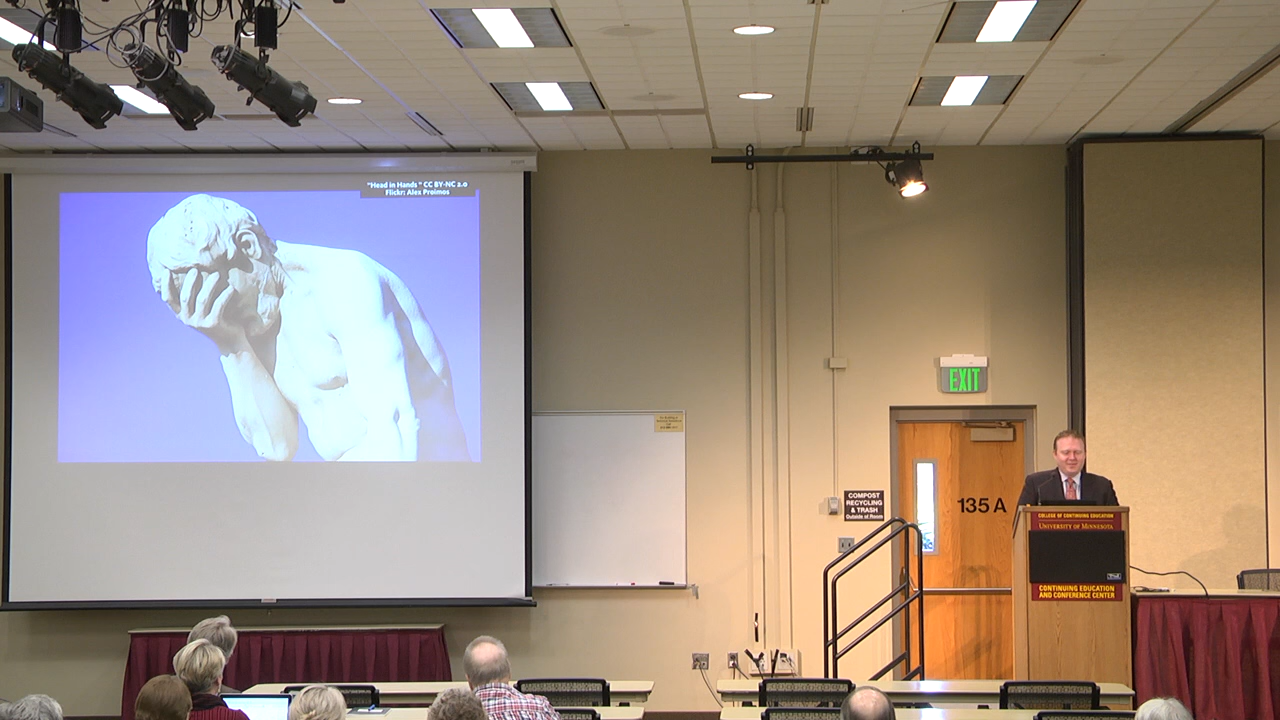 "Head in Hands" CC BY-NC 2.0
Flickr: Alex Proimos
EXIT
COMPOST
RECYCLING
& TRASH
Outside of Room
135 A
COLLEGE OF CONTINUING EDUCATION
UNIVERSITY OF MINNESOTA
CONTINUING EDUCATION
AND CONFERENCE CENTER